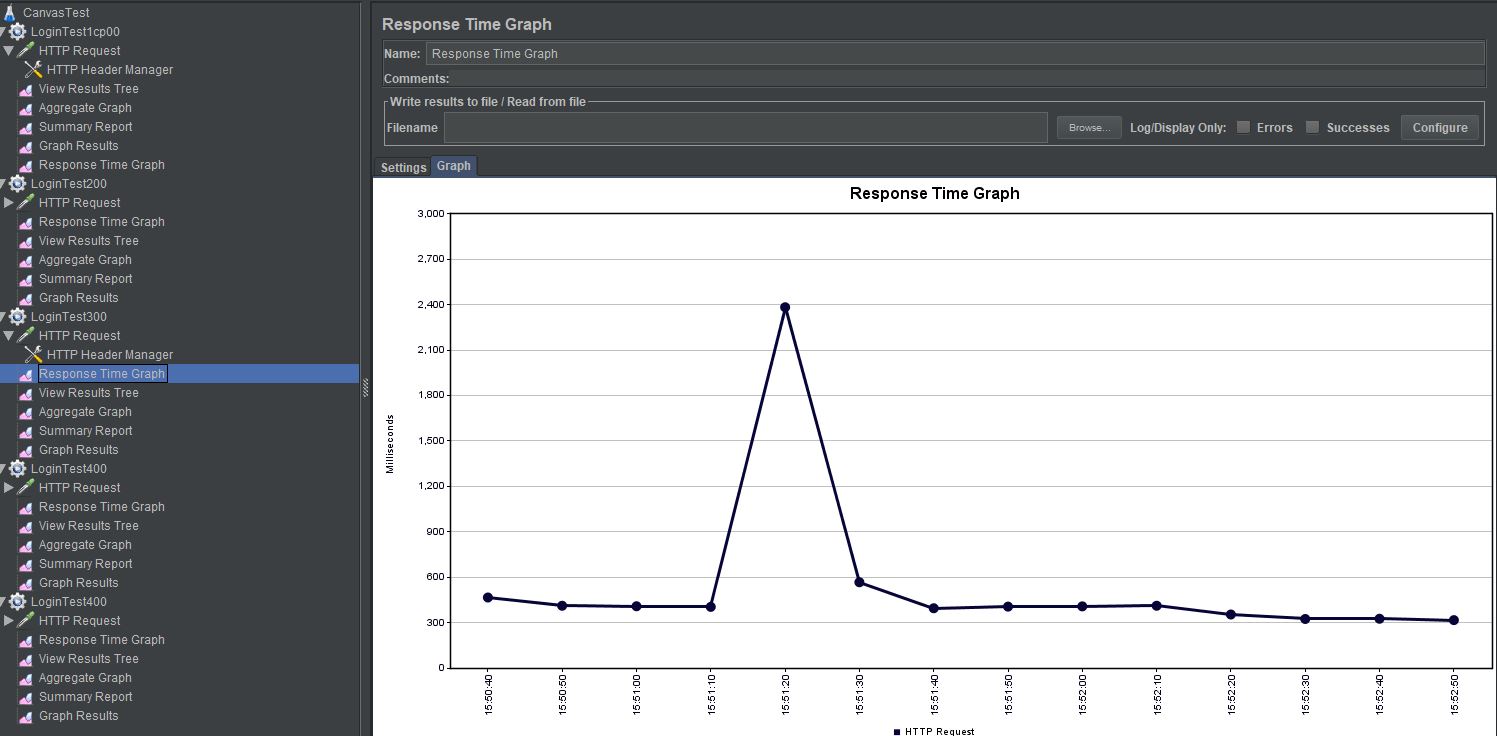 CanvasTest
LoginTest1cp00
HTTP Request
HTTP Header Manager
View Results Tree
Aggregate Graph
Summary Report
Graph Results
Response Time Graph
LoginTest200
HTTP Request
Response Time Graph
View Results Tree
Aggregate Graph
Summary Report
Graph Results
LoginTest300
HTTP Request
HTTP Header Manager
Response Time Graph
View Results Tree
Aggregate Graph
Summary Report
Graph Results
LoginTest400
HTTP Request
Response Time Graph
View Results Tree
Aggregate Graph
Summary Report
Graph Results
LoginTest400
HTTP Request
Response Time Graph
View Results Tree
Aggregate Graph
Summary Report
Graph Results
Response Time Graph
Name: Response Time Graph
Comments:
Write results to file / Read from file
Filename Browse... Log/Display Only: Errors Successes Configure
Settings Graph
Response Time Graph
3,000
2,700
2,400
2,100
1,800
1,500
1,200
900
600
300
0
Milliseconds
15:50:40 15:50:50 15:51:00 15:51:10 15:51:20 15:51:30 15:51:40 15:51:50 15:52:00 15:52:10 15:52:20 15:52:30 15:52:40 15:52:50
HTTP Request